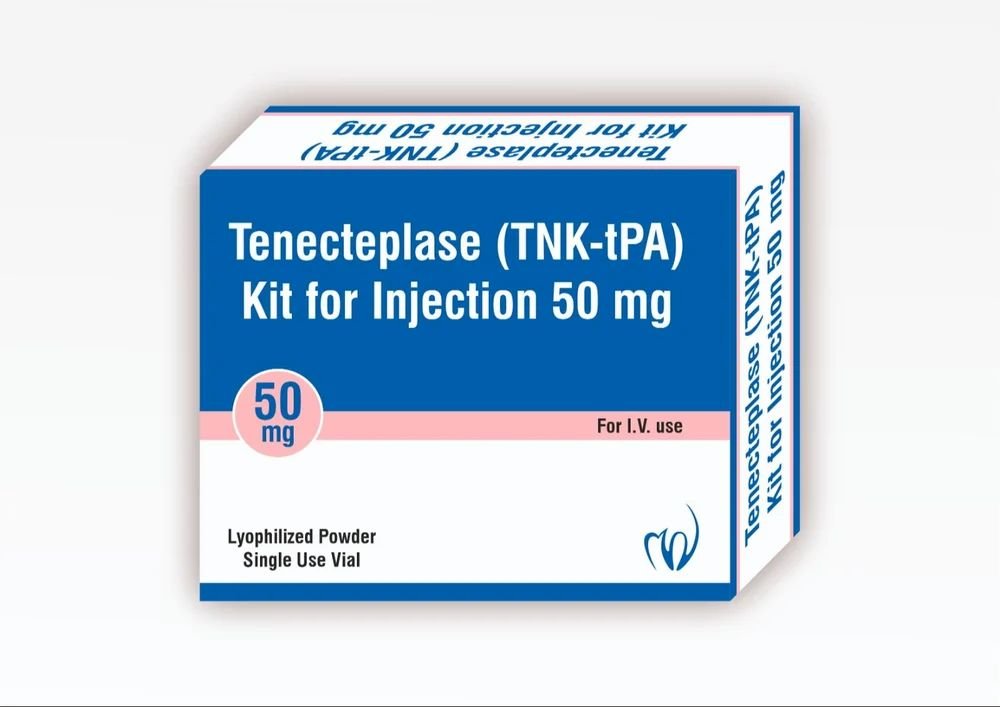 Kit for Injection 50 mg
Tenecteplase (TNK-tPA)
Tenecteplase (TNK-tPA)
Kit for Injection 50 mg
50
mg
For I.V. use
Lyophilized Powder
Single Use Vial
Tenecteplase (TNK-tPA)
Kit for Injection 50 mg